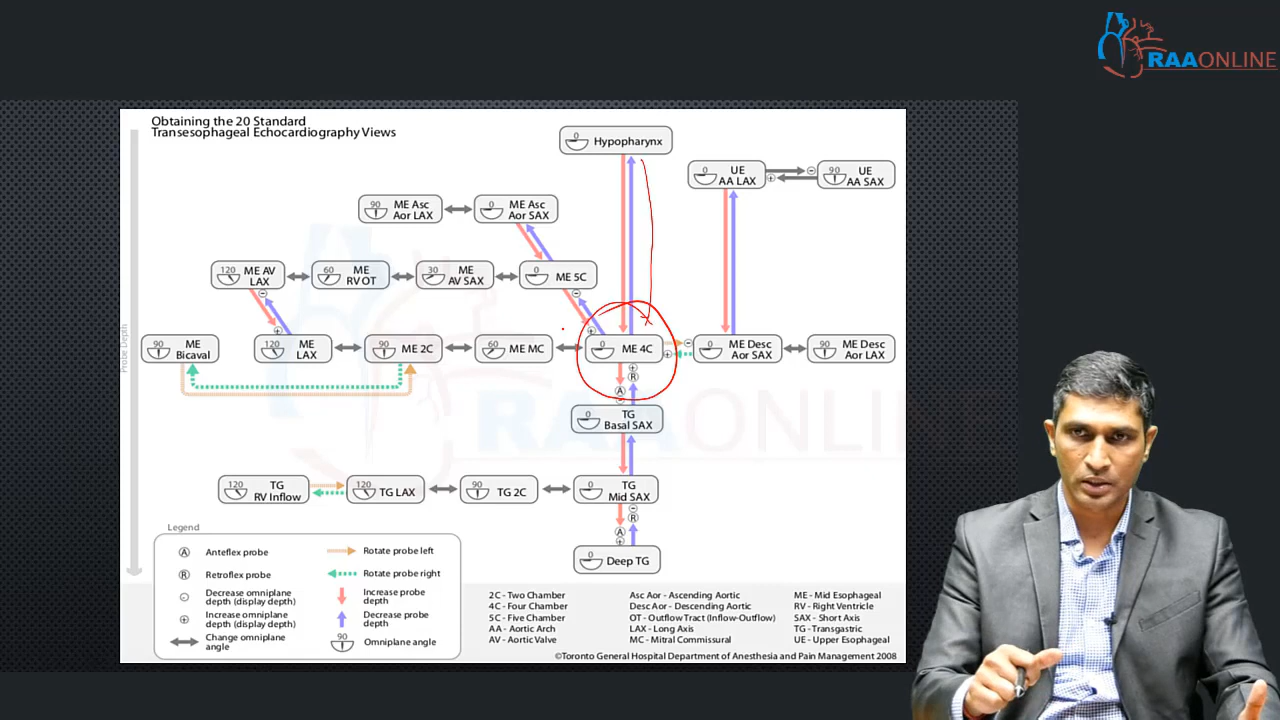 RAAONLINE
Obtaining the 20 Standard
Transesophageal Echocardiography Views
0 Hypopharynx
0 UE
AA LAX
90 UE
AA SAX
90 ME Asc
Aor LAX
0 ME Asc
Aor SAX
120 ME AV
LAX
60 ME
RV OT
30 ME
AV SAX
0 ME 5C
90 ME
Bicaval
120 ME
LAX
90 ME 2C
60 ME MC
0 ME 4C
0 ME Desc
Aor SAX
90 ME Desc
Aor LAX
A
R
0 TG
Basal SAX
120 TG
RV Inflow
120 TG LAX
90 TG 2C
0 TG
Mid SAX
A
R
0 Deep TG
Probe Depth
RAAONLIN
Legend
A Anteflex probe
R Retroflex probe
- Decrease omniplane
depth (display depth)
+ Increase omniplane
depth (display depth)
Change omniplane
angle
Rotate probe left
Rotate probe right
Increase probe
depth
Decrease probe
depth
90 Omniplane angle
2C - Two Chamber
4C - Four Chamber
5C - Five Chamber
AA - Aortic Arch
AV - Aortic Valve
Asc Aor - Ascending Aortic
Desc Aor - Descending Aortic
OT - Outflow Tract (Inflow-Outflow)
LAX - Long Axis
MC - Mitral Commissural
ME - Mid Esophageal
RV - Right Ventricle
SAX - Short Axis
TG - Transgastric
UE - Upper Esophageal
©Toronto General Hospital Department of Anesthesia and Pain Management 2008